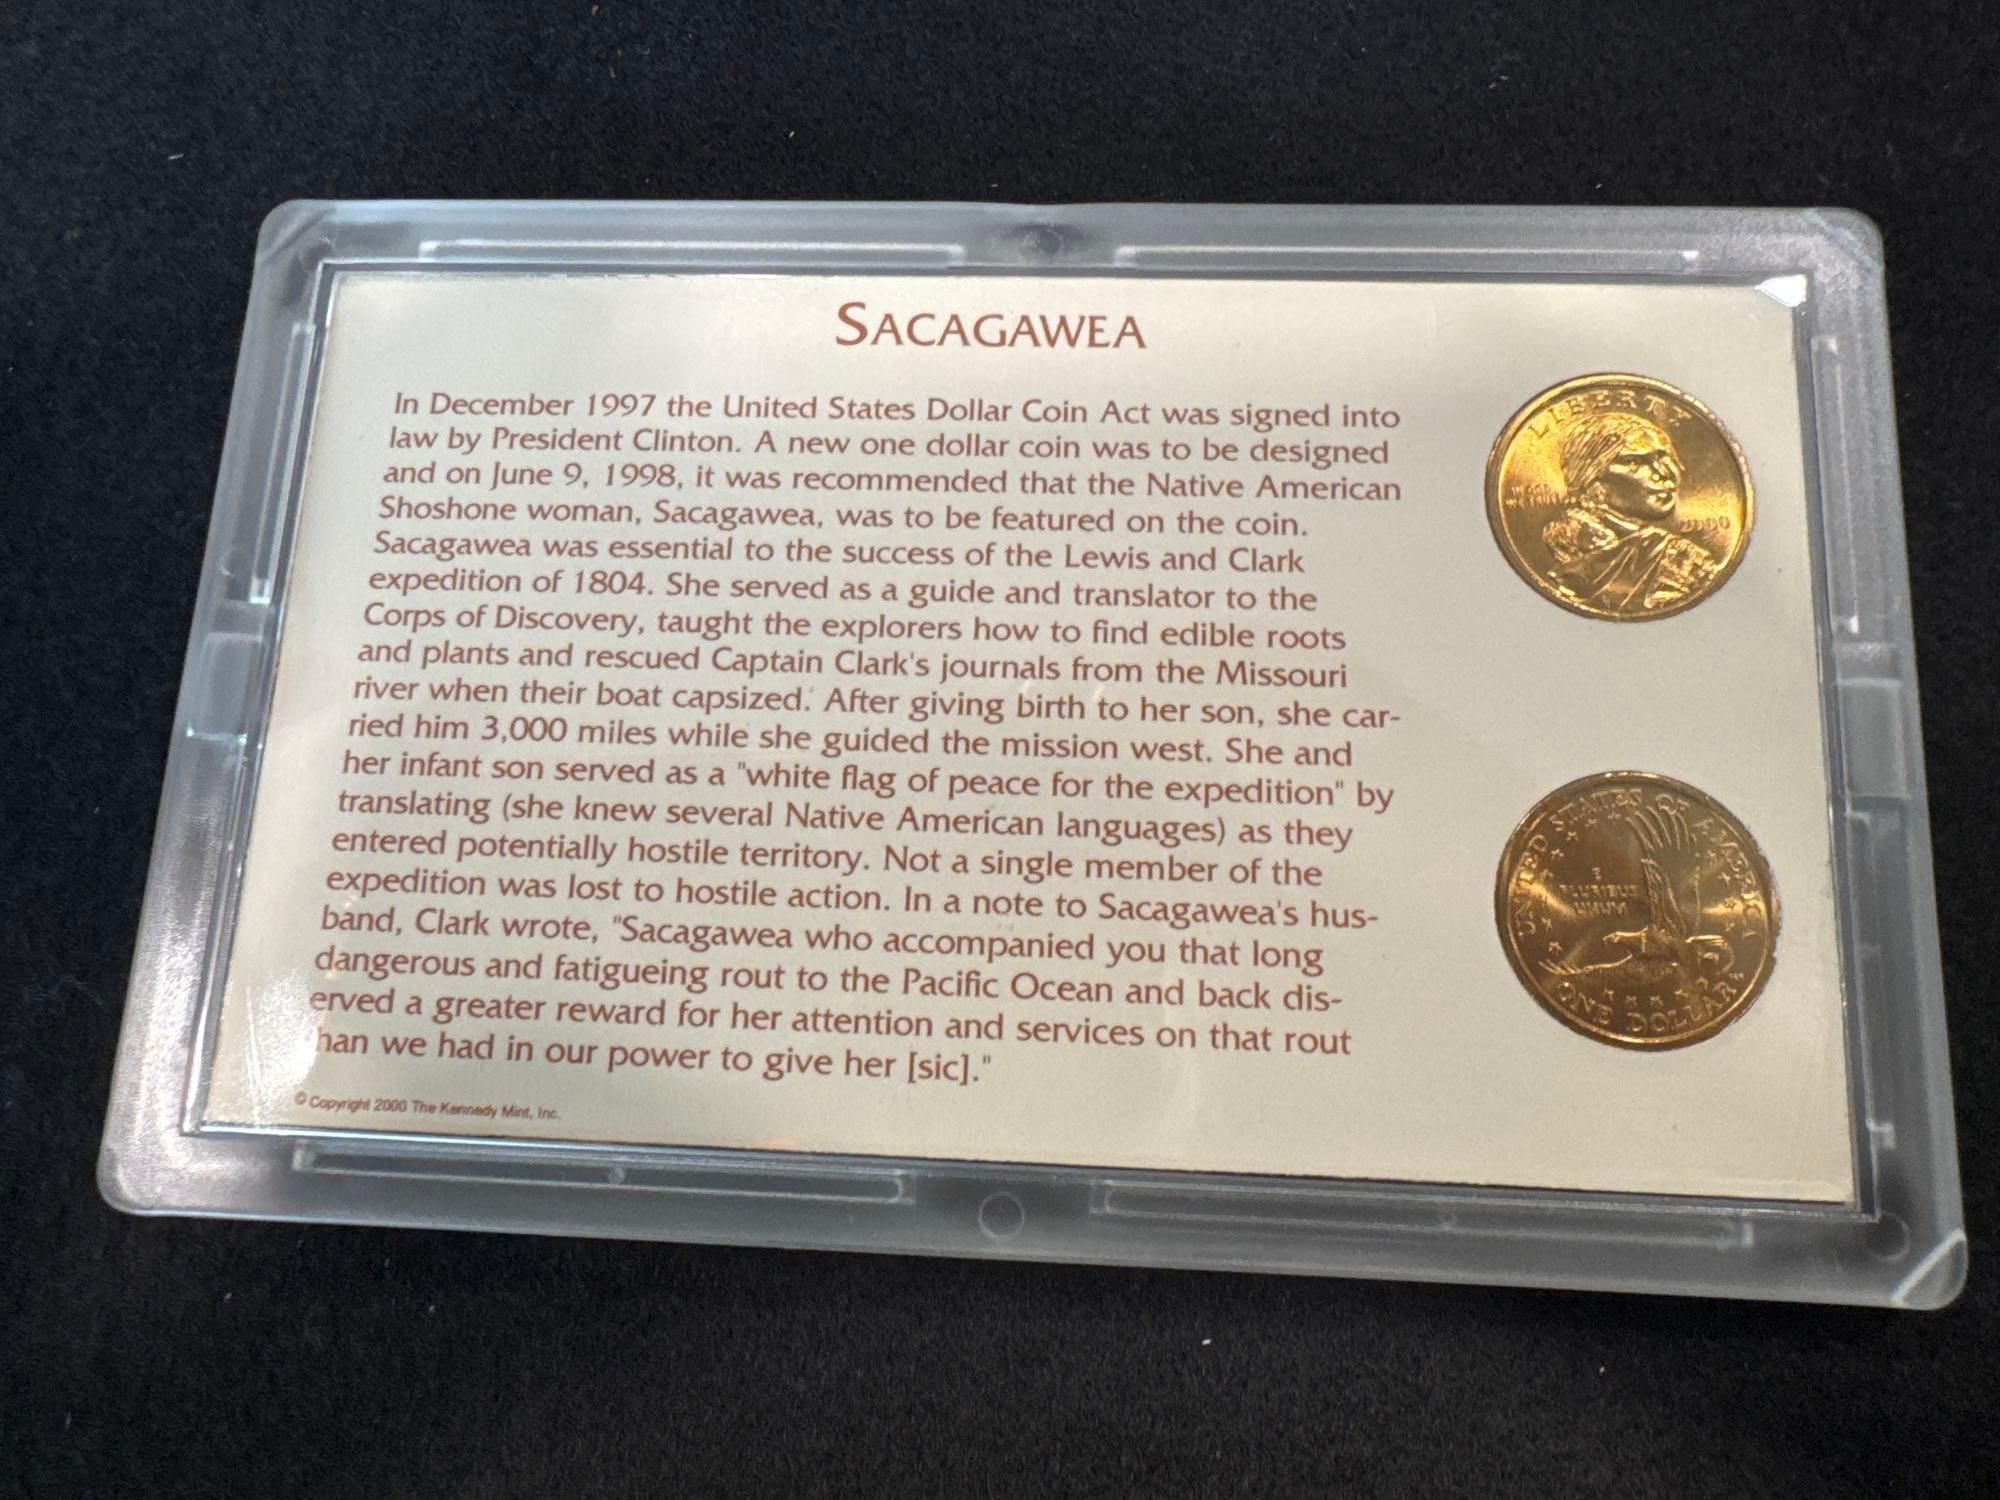 SACAGAWEA
In December 1997 the United States Dollar Coin Act was signed into
law by President Clinton. A new one dollar coin was to be designed
and on June 9, 1998, it was recommended that the Native American
Shoshone woman, Sacagawea, was to be featured on the coin.
Sacagawea was essential to the success of the Lewis and Clark
expedition of 1804. She served as a guide and translator to the
Corps of Discovery, taught the explorers how to find edible roots
and plants and rescued Captain Clark's journals from the Missouri
river when their boat capsized. After giving birth to her son, she car-
ried him 3,000 miles while she guided the mission west. She and
her infant son served as a "white flag of peace for the expedition" by
translating (she knew several Native American languages) as they
entered potentially hostile territory. Not a single member of the
expedition was lost to hostile action. In a note to Sacagawea's hus-
band, Clark wrote, "Sacagawea who accompanied you that long
dangerous and fatigueing rout to the Pacific Ocean and back dis-
erved a greater reward for her attention and services on that rout
han we had in our power to give her [sic]."
© Copyright 2000 The Kennedy Mint, Inc.
LIBERTY
2000
UNITED STATES OF AMERICA
E
PLURIBUS
UNUM
ONE DOLLAR